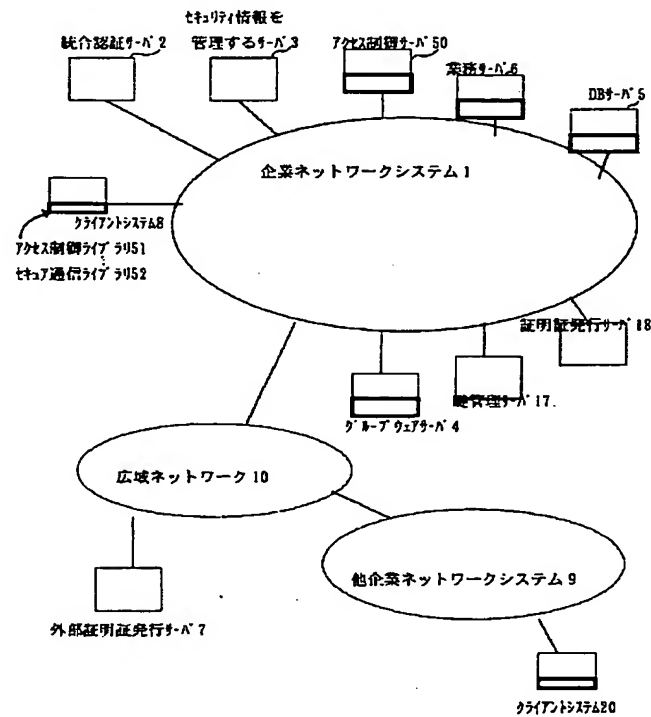 セキュリティ情報を
統合認証サーバ2
管理するサーバ3
アクセス制御サーバ50
業務サーバ6
DBサーバ5
企業ネットワークシステム1
クライアントシステム8
アクセス制御ライブラリ51
セキュア通信ライブラリ52
証明証発行サーバ18
鍵管理サーバ17.
グループウェアサーバ4
広域ネットワーク10
他企業ネットワークシステム9
外部証明証発行サーバ7
クライアントシステム20